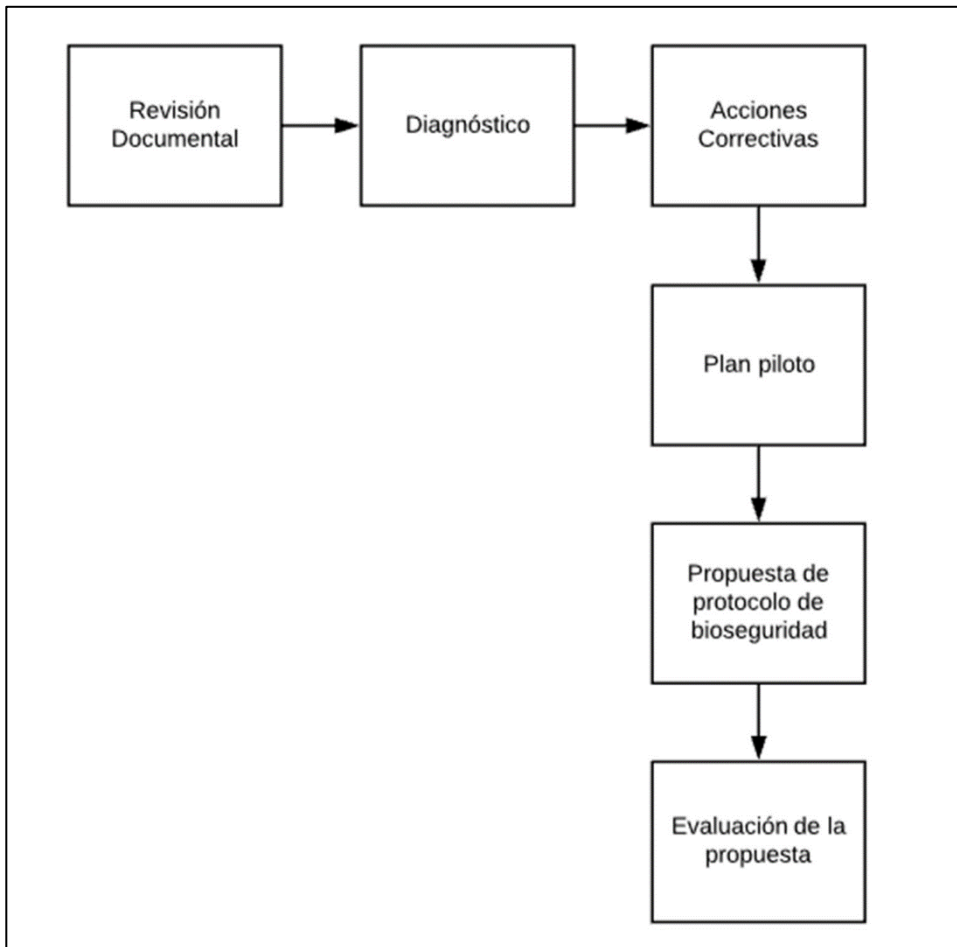 Revisión
Documental
Diagnóstico
Acciones
Correctivas
Plan piloto
Propuesta de
protocolo de
bioseguridad
Evaluación de la
propuesta